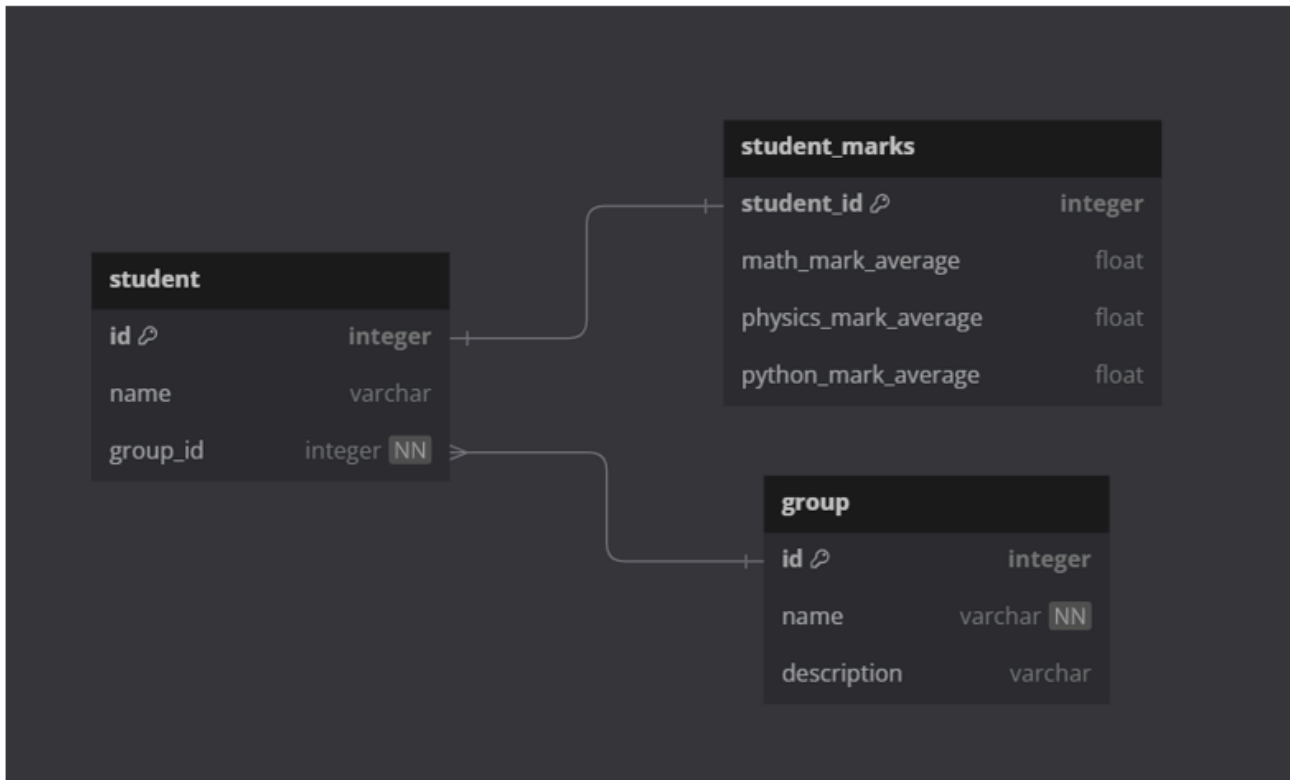 student
id integer
name varchar
group_id integer NN
student_marks
student_id integer
math_mark_average float
physics_mark_average float
python_mark_average float
group
id integer
name varchar NN
description varchar